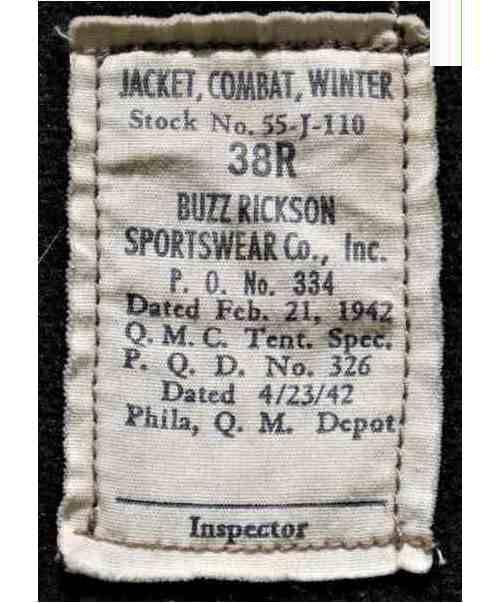 JACKET, COMBAT, WINTER
Stock No. 55-J-110
38R
BUZZ RICKSON
SPORTSWEAR Co., Inc.
P. O. No. 334
Dated Feb. 21, 1942
Q. M. C. Tent. Spec.
P. Q. D. No. 326
Dated 4/23/42
Phila, Q. M. Depot
Inspector